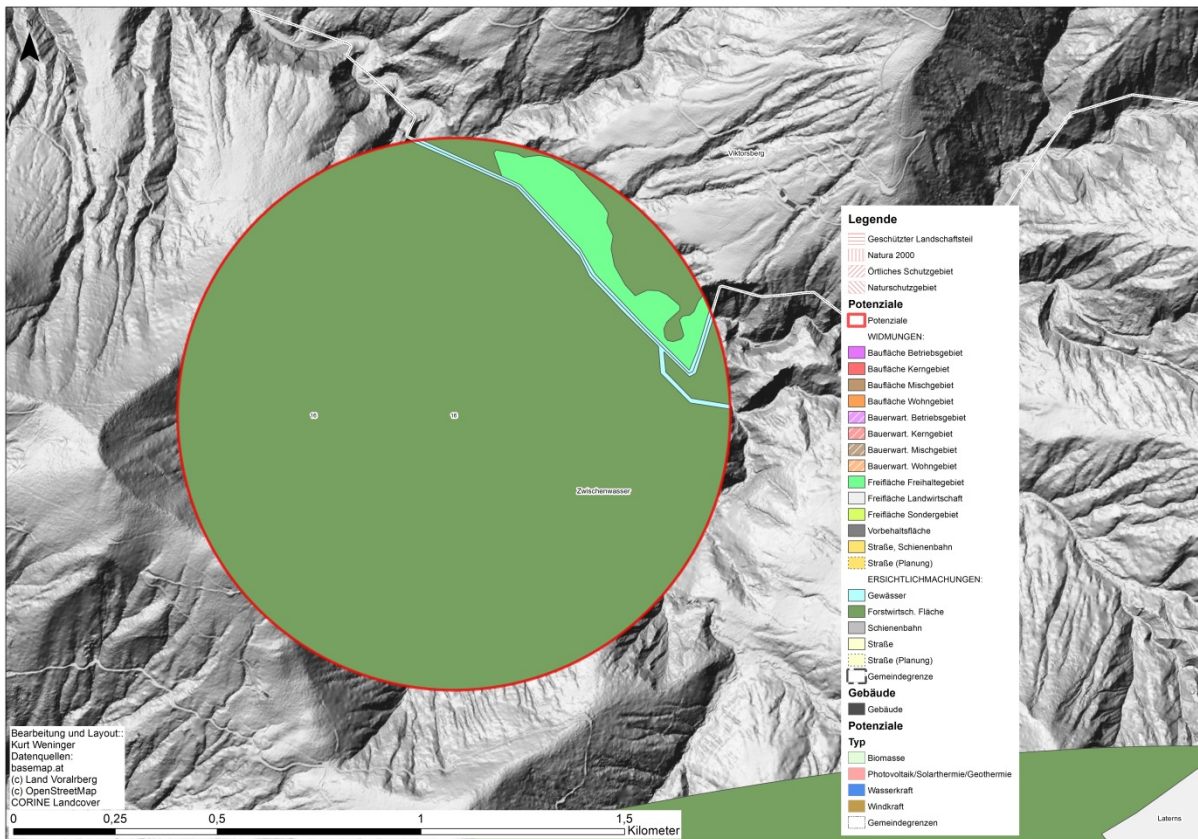 N
Viktorsberg
16
16
Zwischenwasser
Legende
Geschützter Landschaftsteil
Natura 2000
Örtliches Schutzgebiet
Naturschutzgebiet
Potenziale
Potenziale
WIDMUNGEN:
Baufläche Betriebsgebiet
Baufläche Kerngebiet
Baufläche Mischgebiet
Baufläche Wohngebiet
Bauerwart. Betriebsgebiet
Bauerwart. Kerngebiet
Bauerwart. Mischgebiet
Bauerwart. Wohngebiet
Freifläche Freihaltegebiet
Freifläche Landwirtschaft
Freifläche Sondergebiet
Vorbehaltsfläche
Straße, Schienenbahn
Straße (Planung)
ERSICHTLICHMACHUNGEN:
Gewässer
Forstwirtsch. Fläche
Schienenbahn
Straße
Straße (Planung)
Gemeindegrenze
Gebäude
Gebäude
Potenziale
Typ
Biomasse
Photovoltaik/Solarthermie/Geothermie
Wasserkraft
Windkraft
Gemeindegrenzen
Laterns
Bearbeitung und Layout::
Kurt Weninger
Datenquellen:
basemap.at
(c) Land Voralrberg
(c) OpenStreetMap
CORINE Landcover
0 0,25 0,5 1 1,5
Kilometer